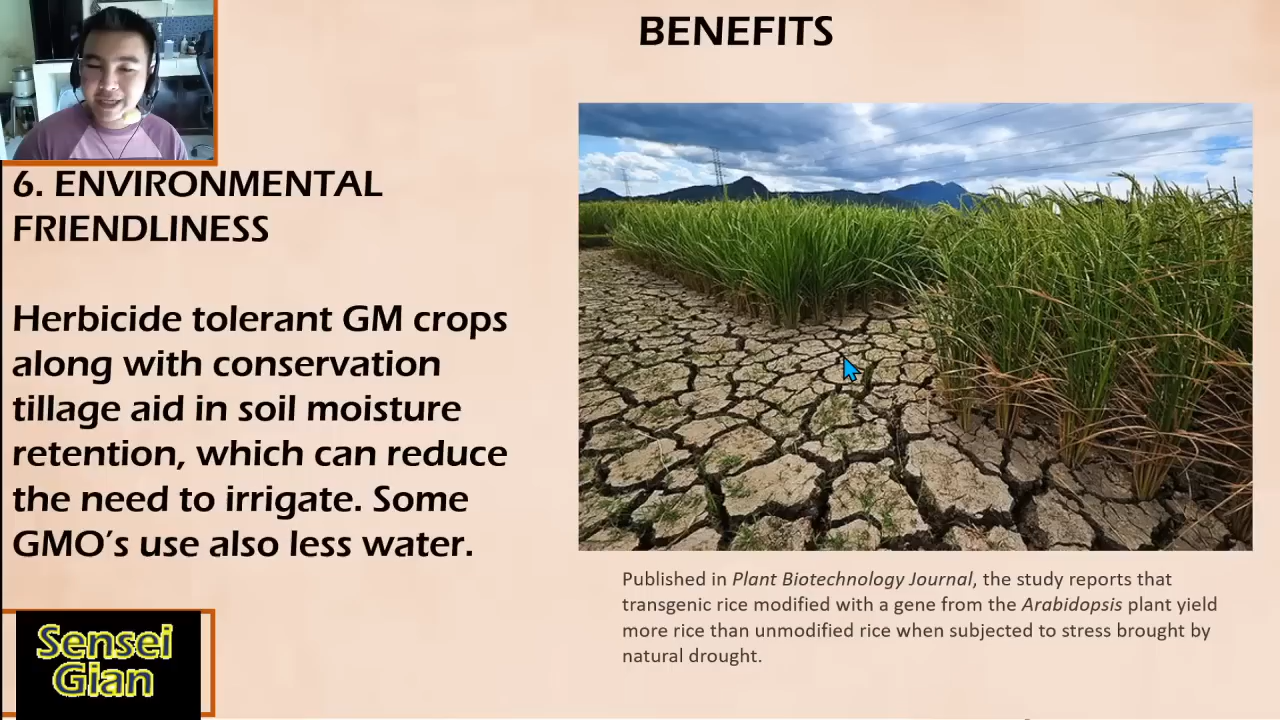 BENEFITS
6. ENVIRONMENTAL
FRIENDLINESS
Herbicide tolerant GM crops
along with conservation
tillage aid in soil moisture
retention, which can reduce
the need to irrigate. Some
GMO’s use also less water.
Published in Plant Biotechnology Journal, the study reports that
transgenic rice modified with a gene from the Arabidopsis plant yield
more rice than unmodified rice when subjected to stress brought by
natural drought.
Sensei
Gian